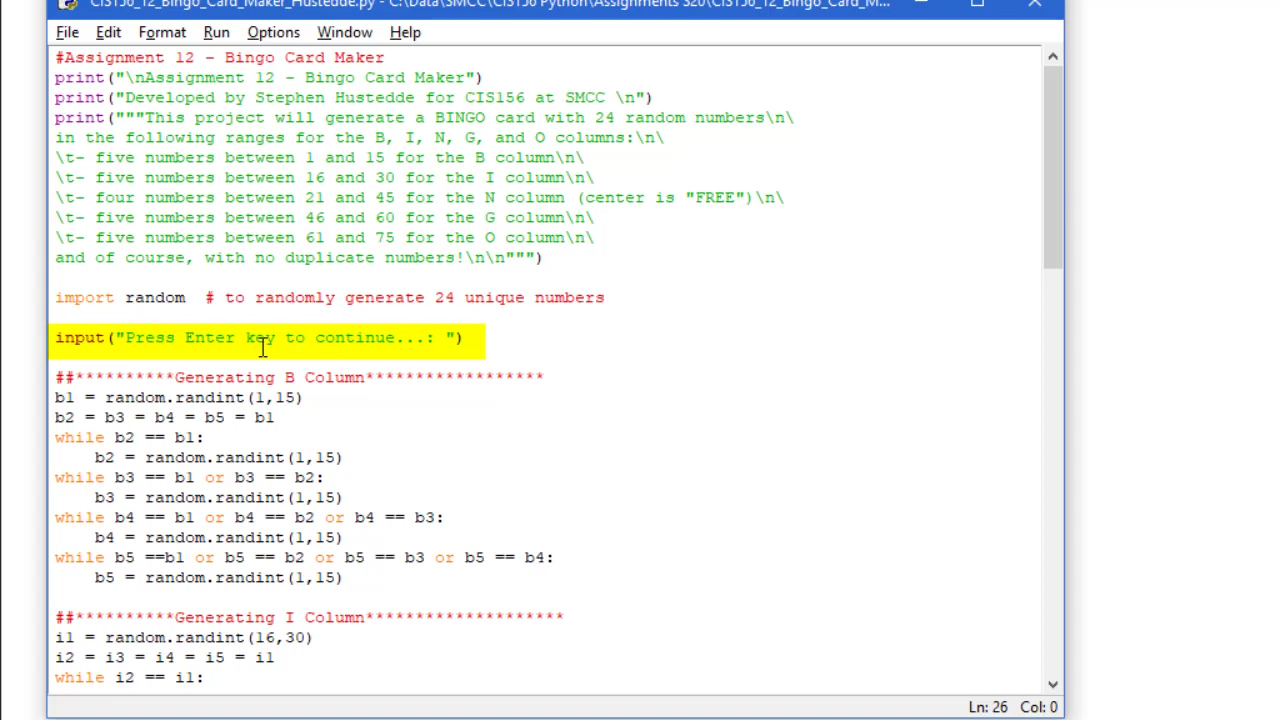 CIS156_12_Bingo_Card_Maker_Hustedde.py - C:\Data\SMCC\CIS156 Python\Assignments S20\CIS156_12_Bingo_Card_M...
File Edit Format Run Options Window Help
#Assignment 12 - Bingo Card Maker
print("\nAssignment 12 - Bingo Card Maker")
print("Developed by Stephen Hustedde for CIS156 at SMCC \n")
print("""This project will generate a BINGO card with 24 random numbers\n\
in the following ranges for the B, I, N, G, and O columns:\n\
\t- five numbers between 1 and 15 for the B column\n\
\t- five numbers between 16 and 30 for the I column\n\
\t- four numbers between 21 and 45 for the N column (center is "FREE")\n\
\t- five numbers between 46 and 60 for the G column\n\
\t- five numbers between 61 and 75 for the O column\n\
and of course, with no duplicate numbers!\n\n""")
import random  # to randomly generate 24 unique numbers
input("Press Enter key to continue...: ")
##**********Generating B Column******************
b1 = random.randint(1,15)
b2 = b3 = b4 = b5 = b1
while b2 == b1:
    b2 = random.randint(1,15)
while b3 == b1 or b3 == b2:
    b3 = random.randint(1,15)
while b4 == b1 or b4 == b2 or b4 == b3:
    b4 = random.randint(1,15)
while b5 ==b1 or b5 == b2 or b5 == b3 or b5 == b4:
    b5 = random.randint(1,15)
##**********Generating I Column********************
i1 = random.randint(16,30)
i2 = i3 = i4 = i5 = i1
while i2 == i1:
Ln: 26 Col: 0